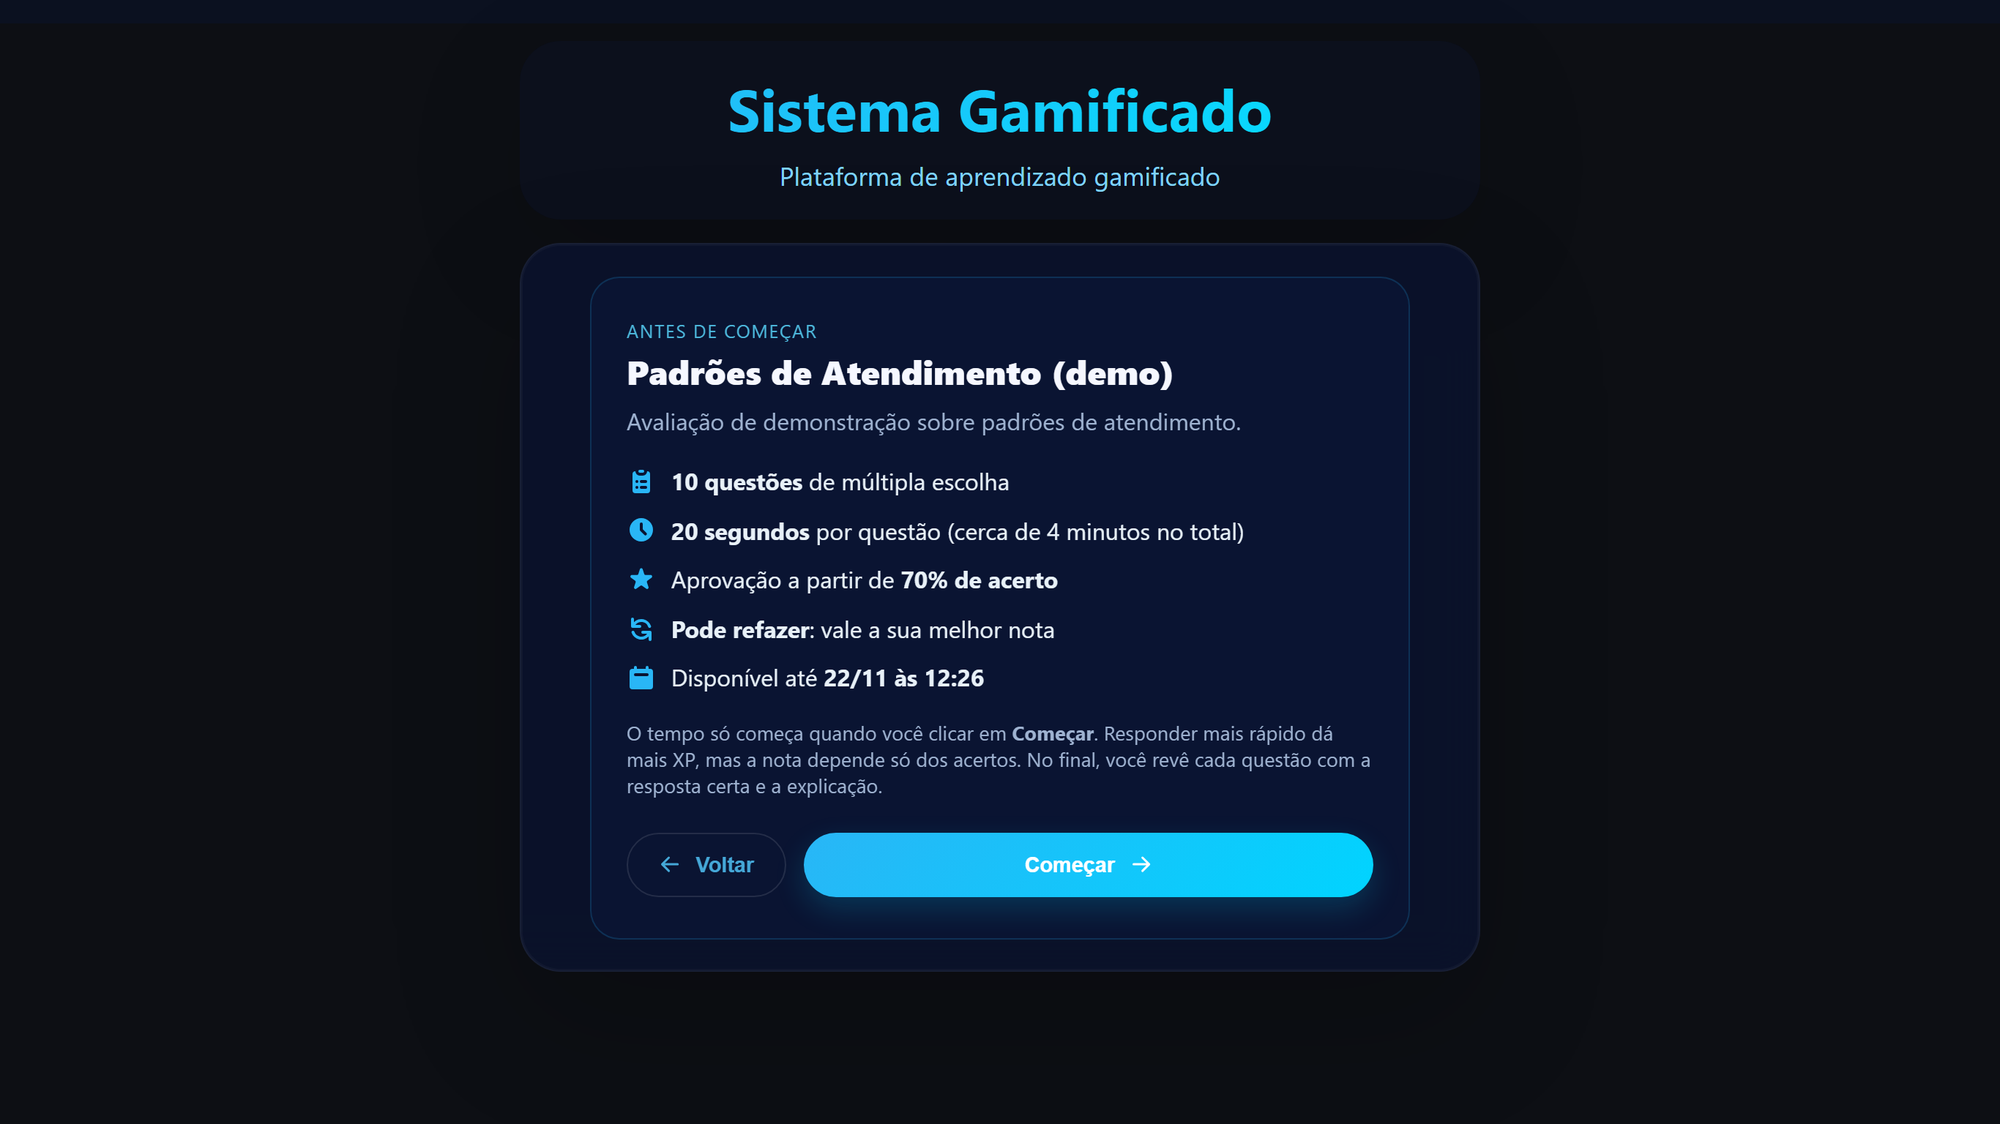 Sistema Gamificado
Plataforma de aprendizado gamificado
ANTES DE COMEÇAR
Padrões de Atendimento (demo)
Avaliação de demonstração sobre padrões de atendimento.
10 questões de múltipla escolha
20 segundos por questão (cerca de 4 minutos no total)
Aprovação a partir de 70% de acerto
Pode refazer: vale a sua melhor nota
Disponível até 22/11 às 12:26
O tempo só começa quando você clicar em Começar. Responder mais rápido dá
mais XP, mas a nota depende só dos acertos. No final, você revê cada questão com a
resposta certa e a explicação.
← Voltar
Começar →